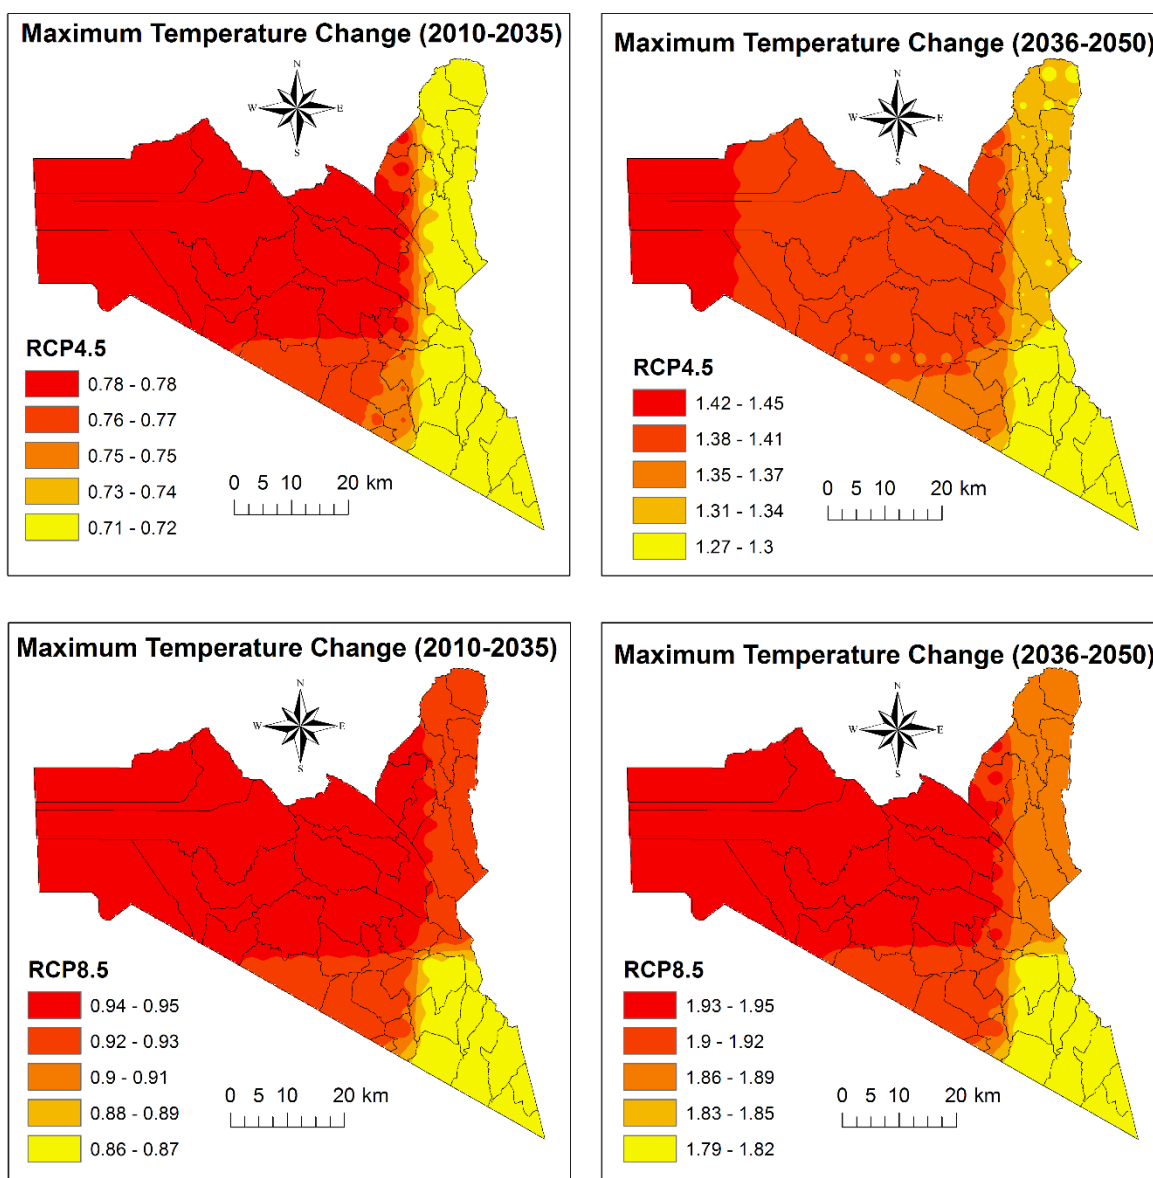 Maximum Temperature Change (2010-2035)
N
W E
S
RCP4.5
0.78 - 0.78
0.76 - 0.77
0.75 - 0.75
0.73 - 0.74
0.71 - 0.72
0 5 10 20 km
Maximum Temperature Change (2036-2050)
N
W E
S
RCP4.5
1.42 - 1.45
1.38 - 1.41
1.35 - 1.37
1.31 - 1.34
1.27 - 1.3
0 5 10 20 km
Maximum Temperature Change (2010-2035)
N
W E
S
RCP8.5
0.94 - 0.95
0.92 - 0.93
0.9 - 0.91
0.88 - 0.89
0.86 - 0.87
0 5 10 20 km
Maximum Temperature Change (2036-2050)
N
W E
S
RCP8.5
1.93 - 1.95
1.9 - 1.92
1.86 - 1.89
1.83 - 1.85
1.79 - 1.82
0 5 10 20 km